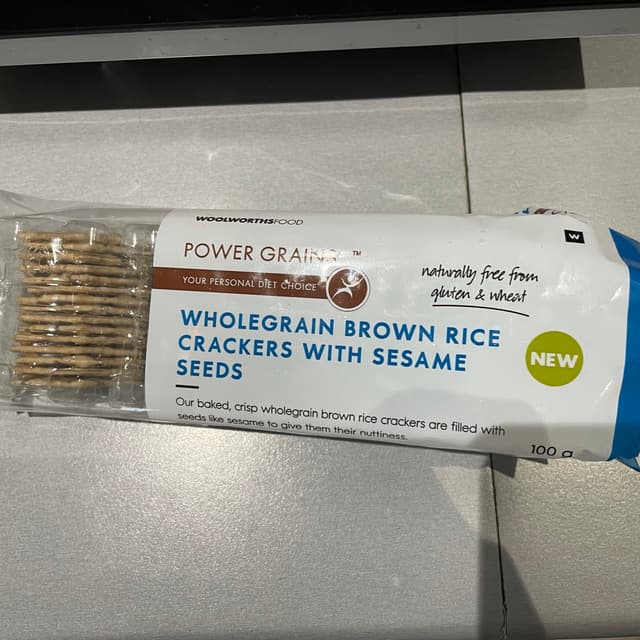 WOOLWORTHSFOOD
W
POWER GRAINS™
YOUR PERSONAL DIET CHOICE
naturally free from
gluten & wheat
WHOLEGRAIN BROWN RICE
CRACKERS WITH SESAME
SEEDS
NEW
Our baked, crisp wholegrain brown rice crackers are filled with
seeds like sesame to give them their nuttiness.
100 g